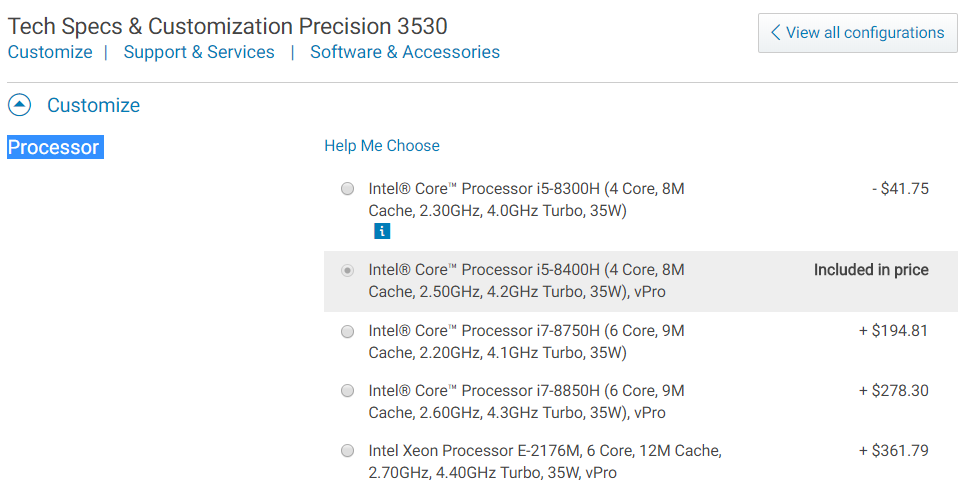 Tech Specs & Customization Precision 3530
View all configurations
Customize | Support & Services | Software & Accessories
Customize
Processor
Help Me Choose
Intel® Core™ Processor i5-8300H (4 Core, 8M
Cache, 2.30GHz, 4.0GHz Turbo, 35W)
- $41.75
i
Intel® Core™ Processor i5-8400H (4 Core, 8M
Cache, 2.50GHz, 4.2GHz Turbo, 35W), vPro
Included in price
Intel® Core™ Processor i7-8750H (6 Core, 9M
Cache, 2.20GHz, 4.1GHz Turbo, 35W)
+ $194.81
Intel® Core™ Processor i7-8850H (6 Core, 9M
Cache, 2.60GHz, 4.3GHz Turbo, 35W), vPro
+ $278.30
Intel Xeon Processor E-2176M, 6 Core, 12M Cache,
2.70GHz, 4.40GHz Turbo, 35W, vPro
+ $361.79